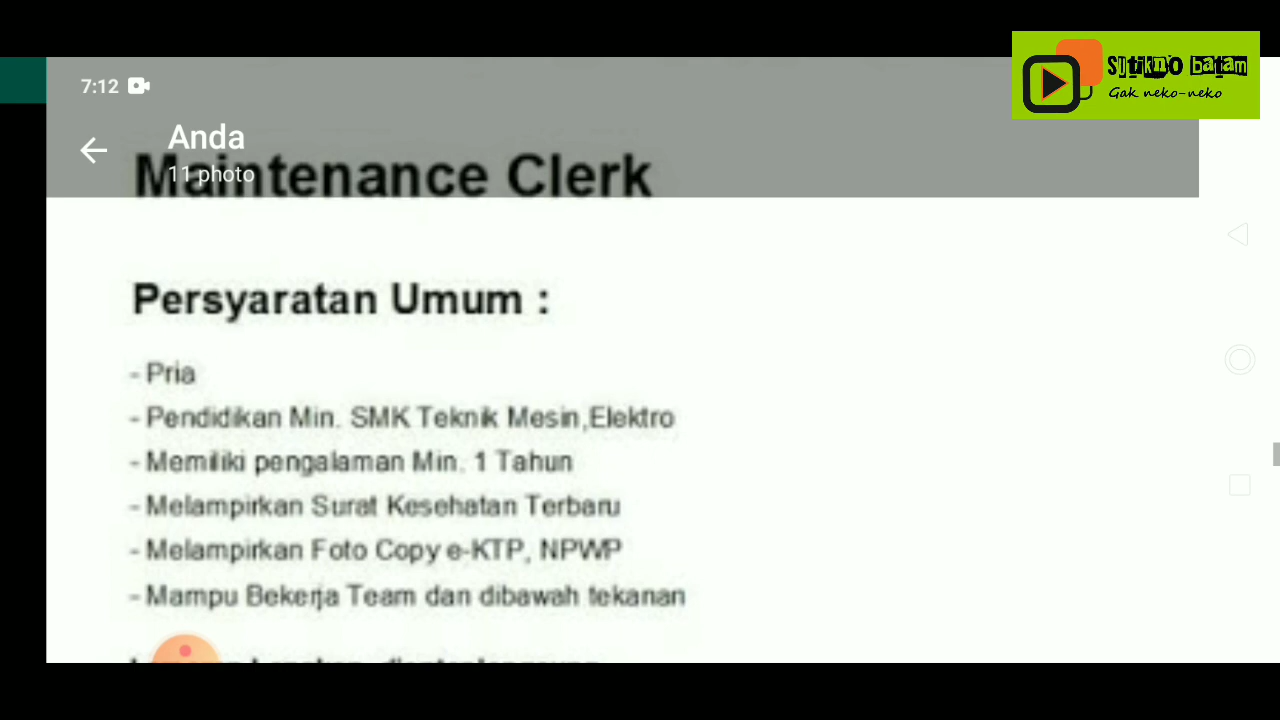 Sutikno batam
Gak neko-neko
7:12
Anda
11 photo
Maintenance Clerk
Persyaratan Umum :
- Pria
- Pendidikan Min. SMK Teknik Mesin,Elektro
- Memiliki pengalaman Min. 1 Tahun
- Melampirkan Surat Kesehatan Terbaru
- Melampirkan Foto Copy e-KTP, NPWP
- Mampu Bekerja Team dan dibawah tekanan